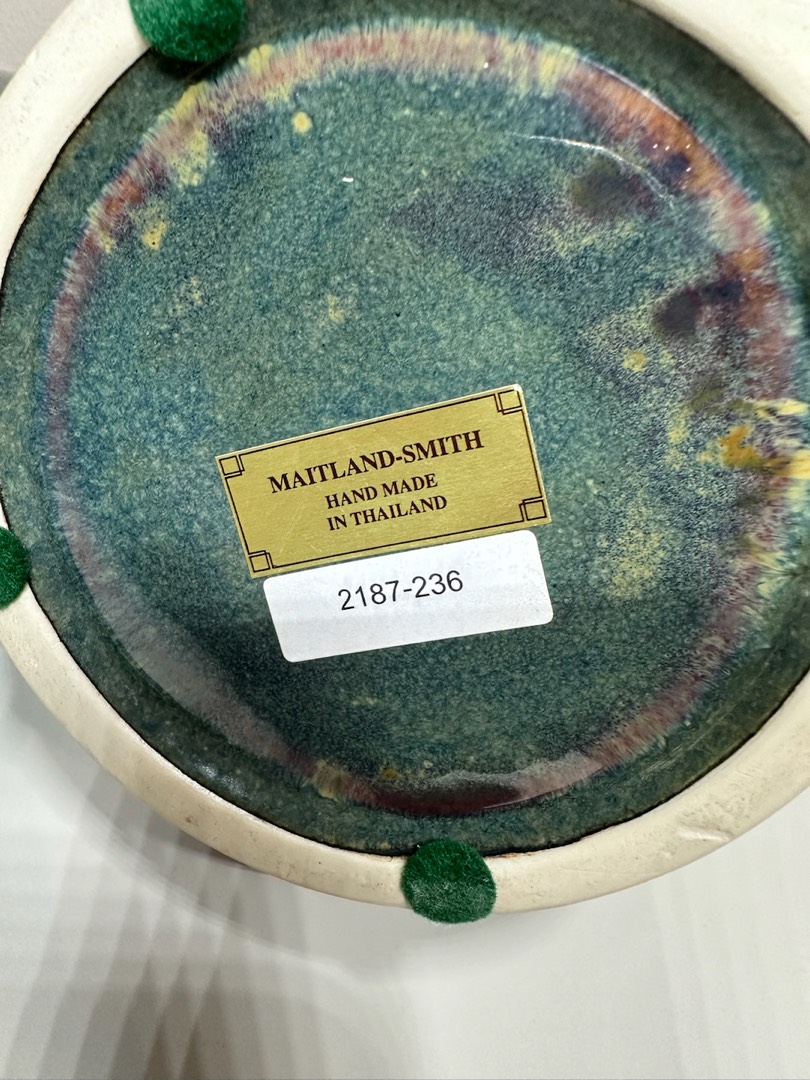 MAITLAND-SMITH
HAND MADE
IN THAILAND
2187-236